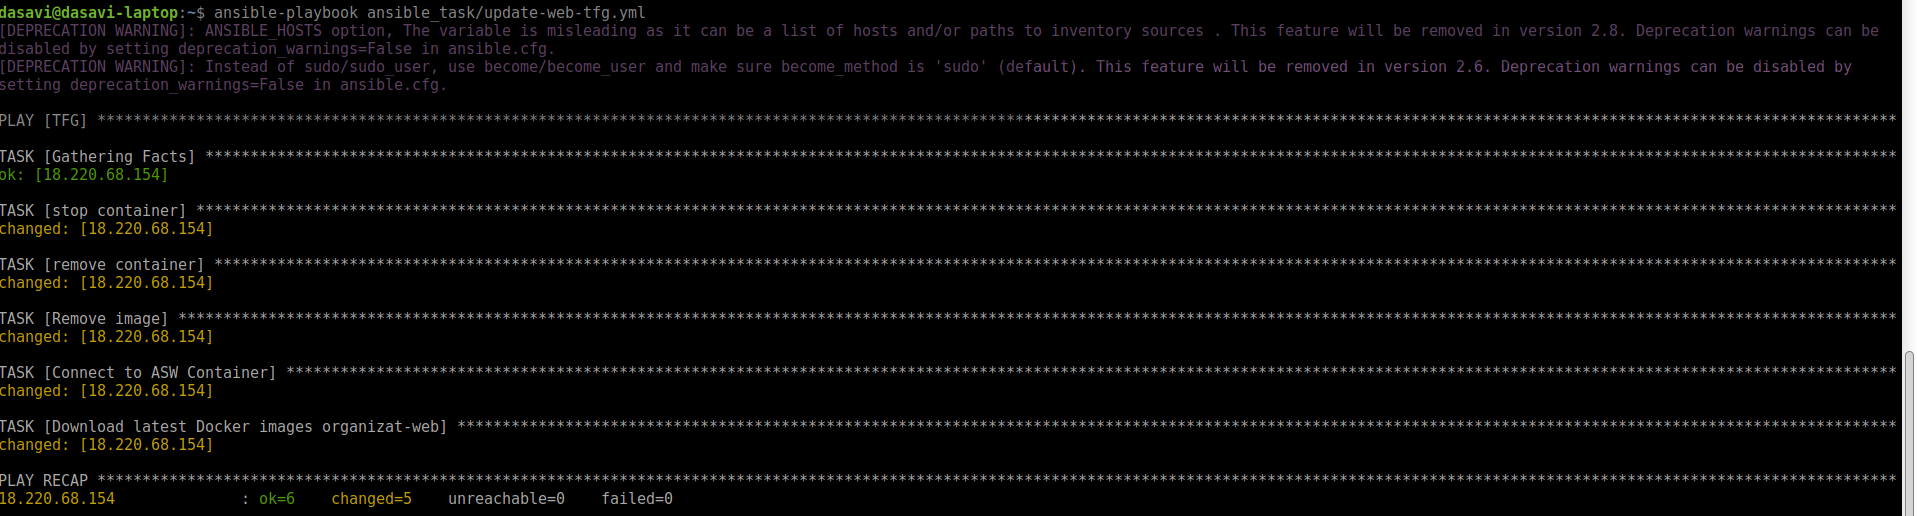 dasavi@dasavi-laptop:~$ ansible-playbook ansible_task/update-web-tfg.yml
[DEPRECATION WARNING]: ANSIBLE_HOSTS option, The variable is misleading as it can be a list of hosts and/or paths to inventory sources . This feature will be removed in version 2.8. Deprecation warnings can be
disabled by setting deprecation_warnings=False in ansible.cfg.
[DEPRECATION WARNING]: Instead of sudo/sudo_user, use become/become_user and make sure become_method is 'sudo' (default). This feature will be removed in version 2.6. Deprecation warnings can be disabled by
setting deprecation_warnings=False in ansible.cfg.
PLAY [TFG] ********************************************************************************************************************************************************************************************************
TASK [Gathering Facts] ********************************************************************************************************************************************************************************************
ok: [18.220.68.154]
TASK [stop container] *********************************************************************************************************************************************************************************************
changed: [18.220.68.154]
TASK [remove container] *******************************************************************************************************************************************************************************************
changed: [18.220.68.154]
TASK [Remove image] ***********************************************************************************************************************************************************************************************
changed: [18.220.68.154]
TASK [Connect to ASW Container] ***********************************************************************************************************************************************************************************
changed: [18.220.68.154]
TASK [Download latest Docker images organizat-web] ****************************************************************************************************************************************************************
changed: [18.220.68.154]
PLAY RECAP ********************************************************************************************************************************************************************************************************
18.220.68.154              : ok=6    changed=5    unreachable=0    failed=0